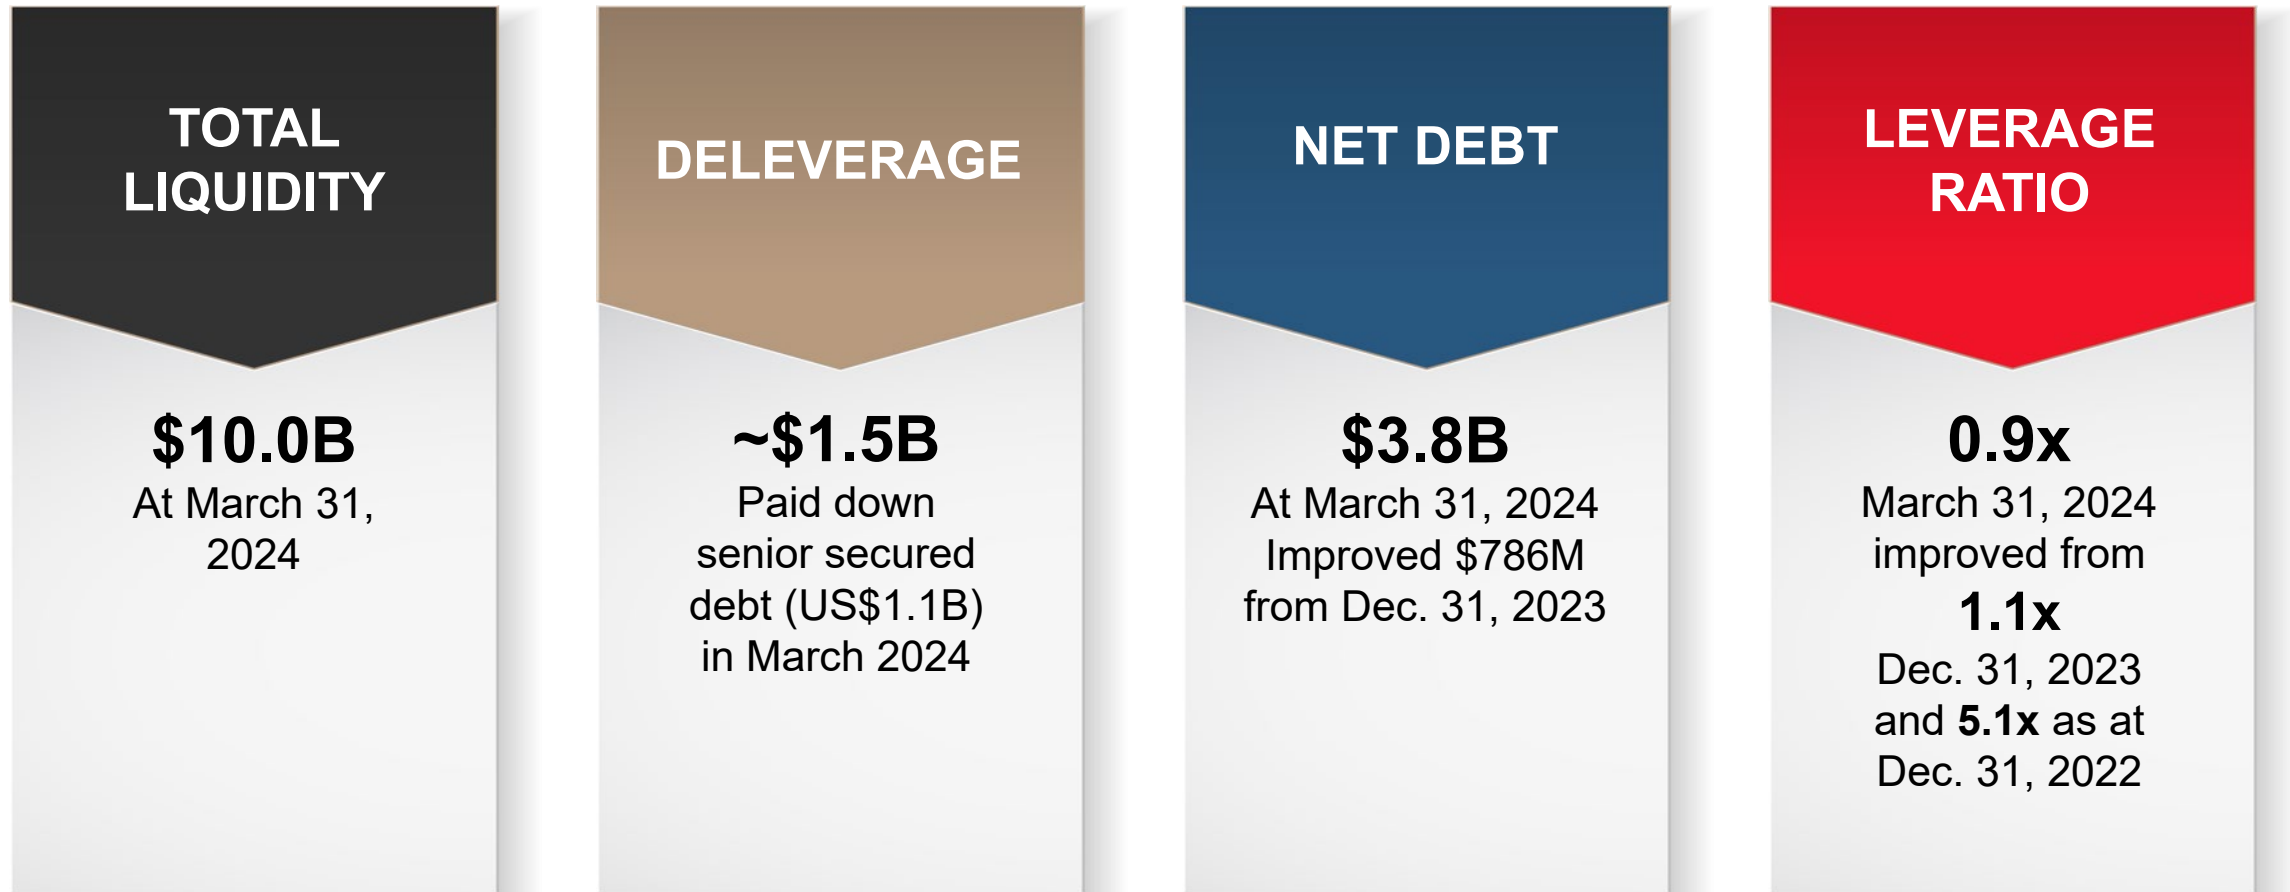 TOTAL
LIQUIDITY
$10.0B
At March 31,
2024
DELEVERAGE
~$1.5B
Paid down
senior secured
debt (US$1.1B)
in March 2024
NET DEBT
$3.8B
At March 31, 2024
Improved $786M
from Dec. 31, 2023
LEVERAGE
RATIO
0.9x
March 31, 2024
improved from
1.1x
Dec. 31, 2023
and 5.1x as at
Dec. 31, 2022